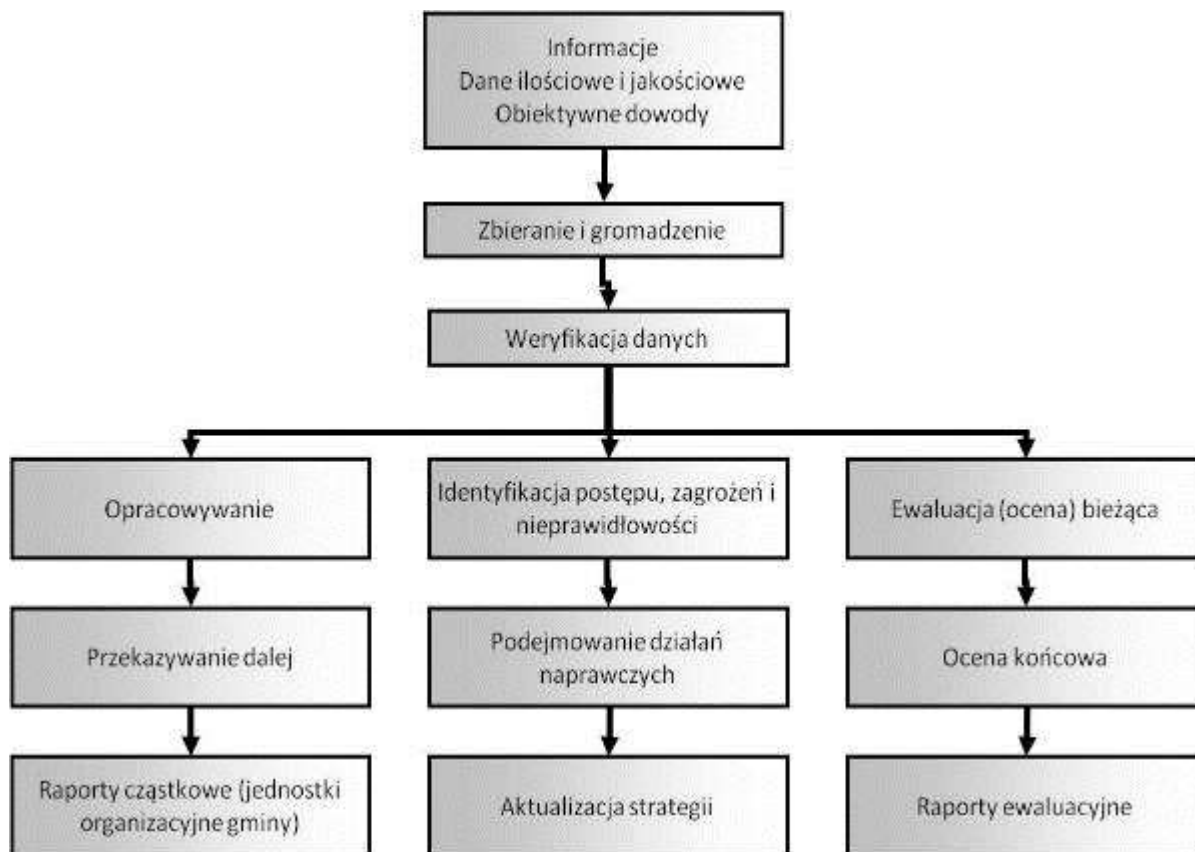 Informacje
Dane ilościowe i jakościowe
Obiektywne dowody
Zbieranie i gromadzenie
Weryfikacja danych
Opracowywanie
Identyfikacja postępu, zagrożeń i
nieprawidłowości
Ewaluacja (ocena) bieżąca
Przekazywanie dalej
Podejmowanie działań
naprawczych
Ocena końcowa
Raporty cząstkowe (jednostki
organizacyjne gminy)
Aktualizacja strategii
Raporty ewaluacyjne